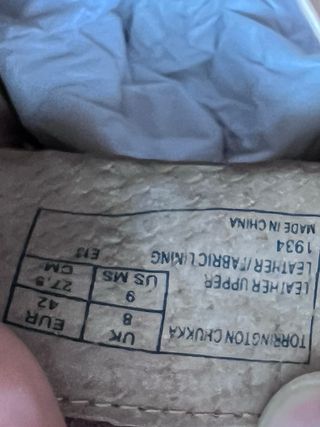 TORRINGTON CHUKKA
LEATHER UPPER
LEATHER/FABRIC LINING
1934
MADE IN CHINA
UK EUR
8 42
9 27.5
US MS CM
E13